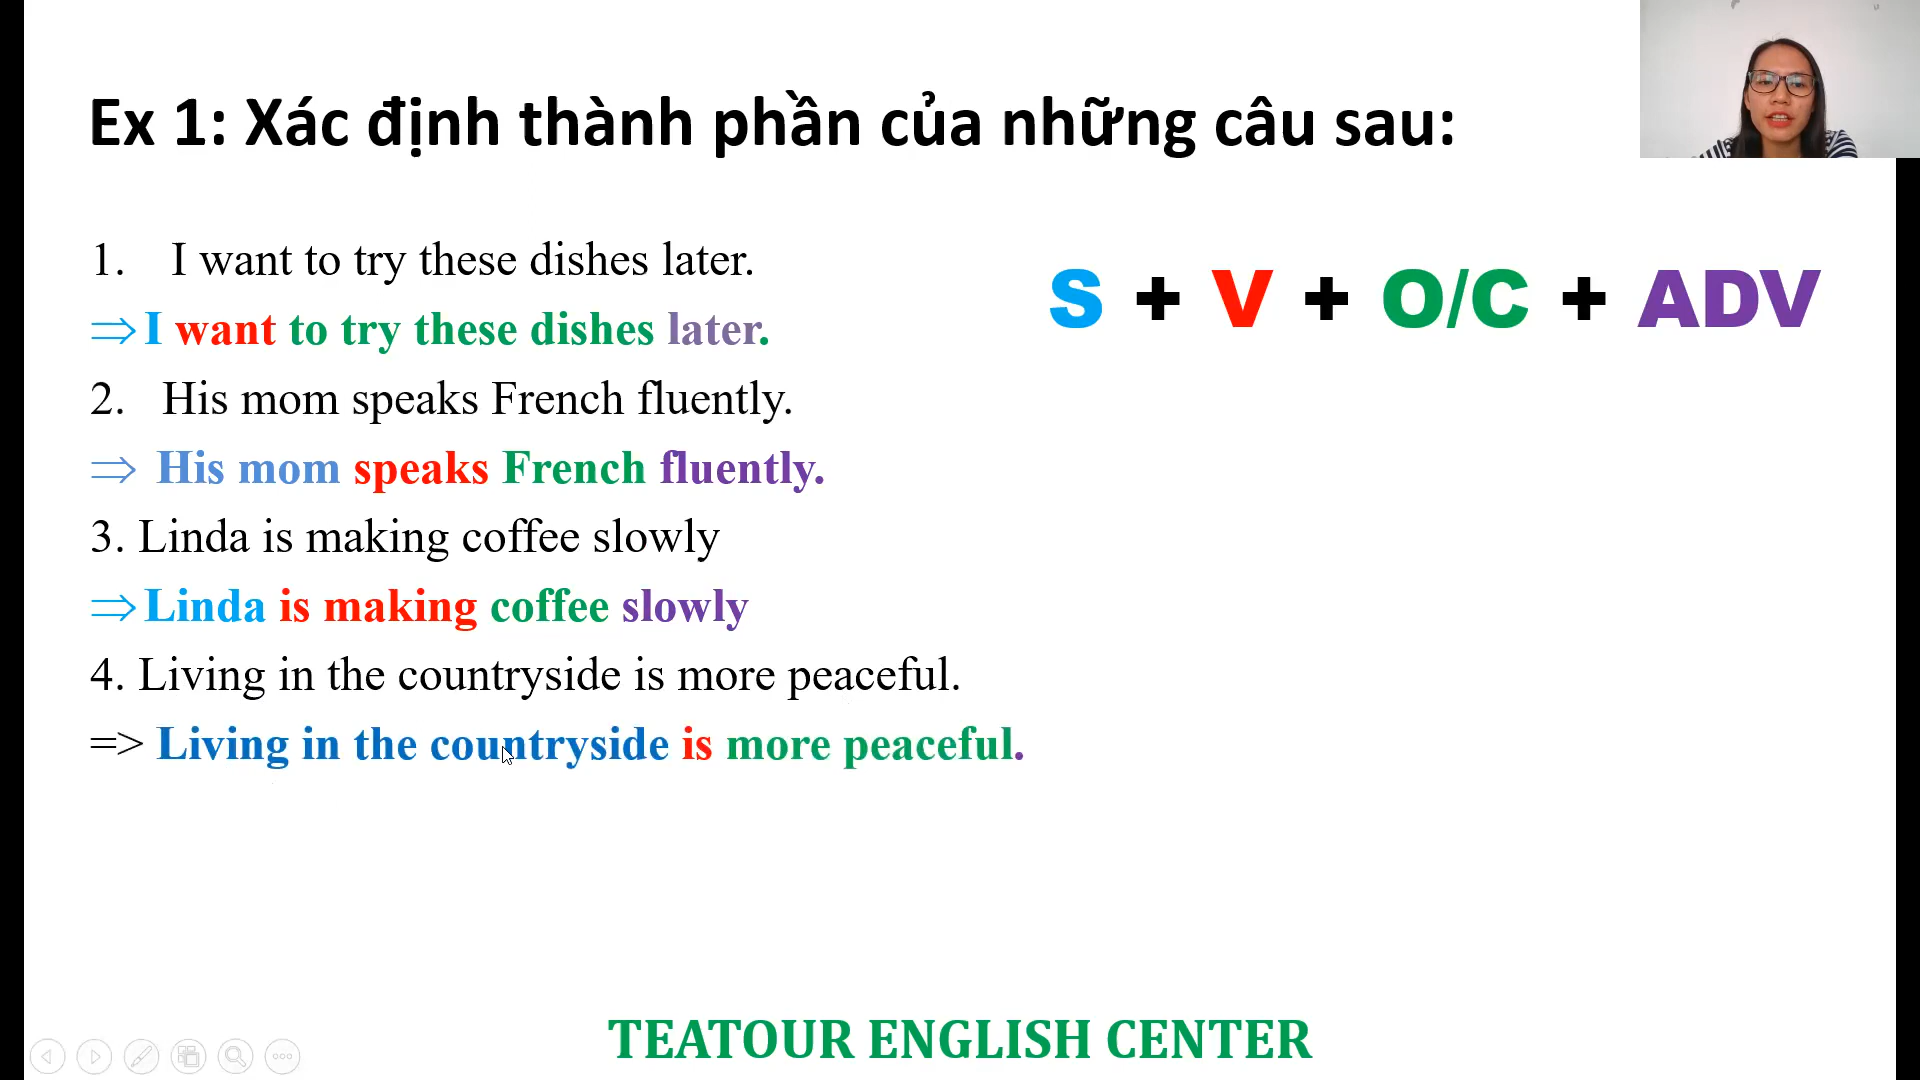 Ex 1: Xác định thành phần của những câu sau:
1. I want to try these dishes later.
⇒ I want to try these dishes later.
2. His mom speaks French fluently.
⇒ His mom speaks French fluently.
3. Linda is making coffee slowly
⇒ Linda is making coffee slowly
4. Living in the countryside is more peaceful.
=> Living in the countryside is more peaceful.
S + V + O/C + ADV
TEATOUR ENGLISH CENTER